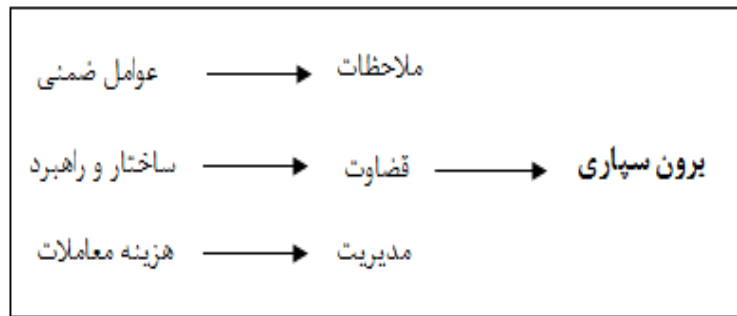 عوامل ضمنی ملاحظات
ساختار و راهبرد قضاوت برون سپاری
هزینه معاملات مدیریت